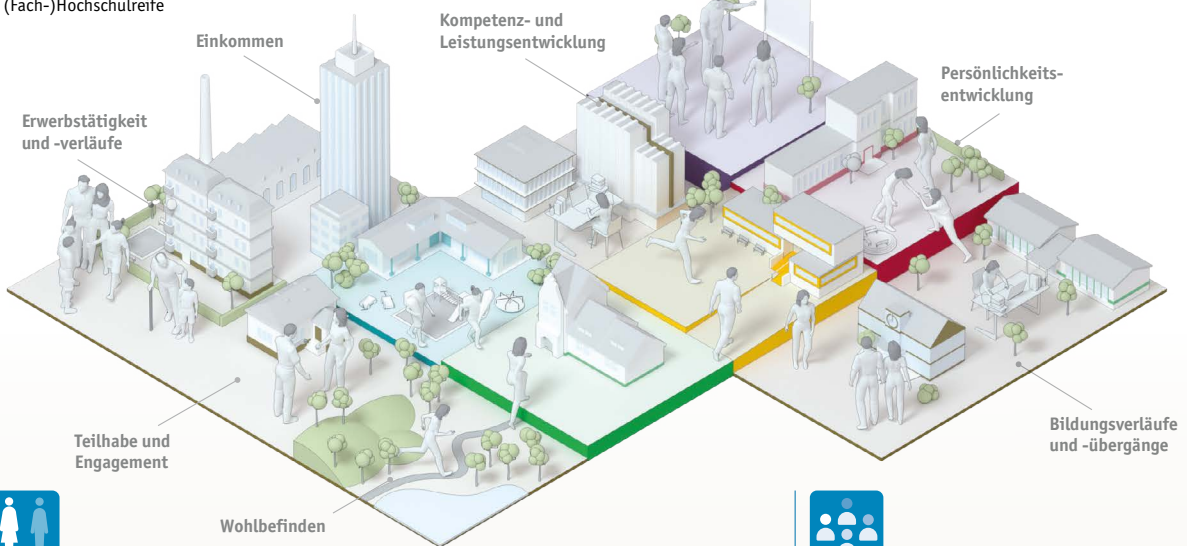 (Fach-)Hochschulreife
Kompetenz- und
Leistungsentwicklung
Einkommen
Persönlichkeits-
entwicklung
Erwerbstätigkeit
und -verläufe
Bildungsverläufe
und -übergänge
Teilhabe und
Engagement
Wohlbefinden